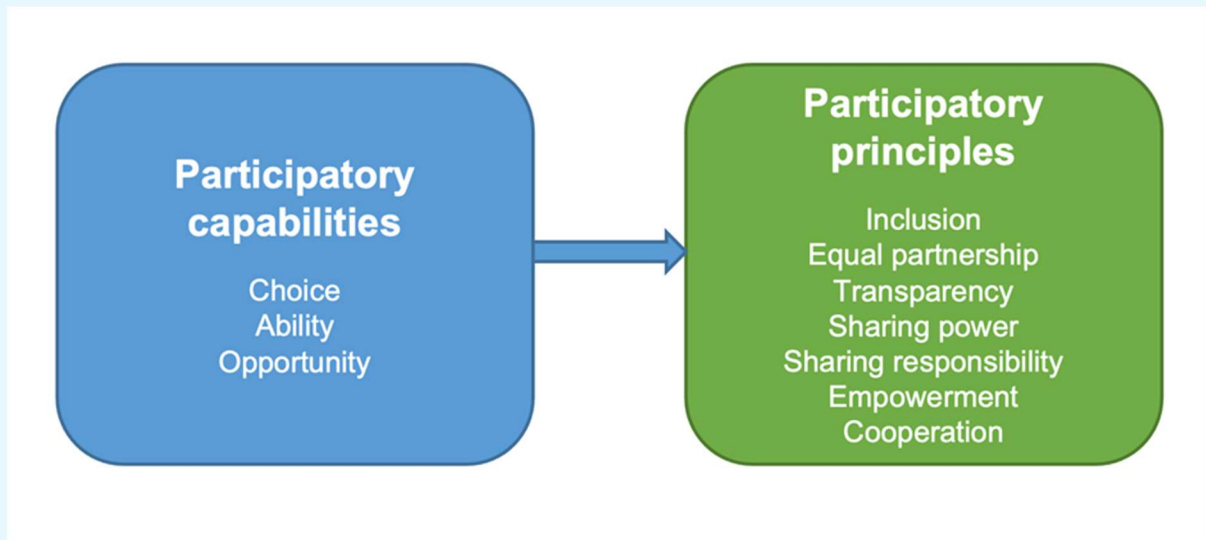 Participatory
capabilities
Choice
Ability
Opportunity
Participatory
principles
Inclusion
Equal partnership
Transparency
Sharing power
Sharing responsibility
Empowerment
Cooperation